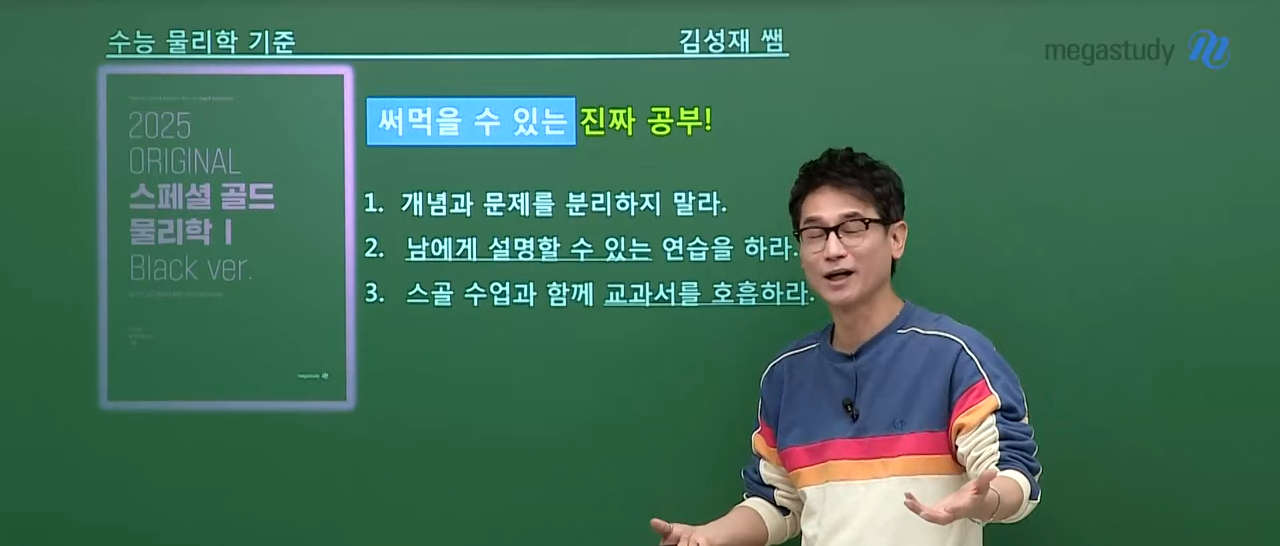 수능 물리학 기준
김성재 쌤
megastudy
써먹을 수 있는 진짜 공부!
2025
ORIGINAL
스페셜 골드
물리학 I
Black ver.
megastudy
1. 개념과 문제를 분리하지 말라.
2. 남에게 설명할 수 있는 연습을 하라.
3. 스골 수업과 함께 교과서를 호흡하라.